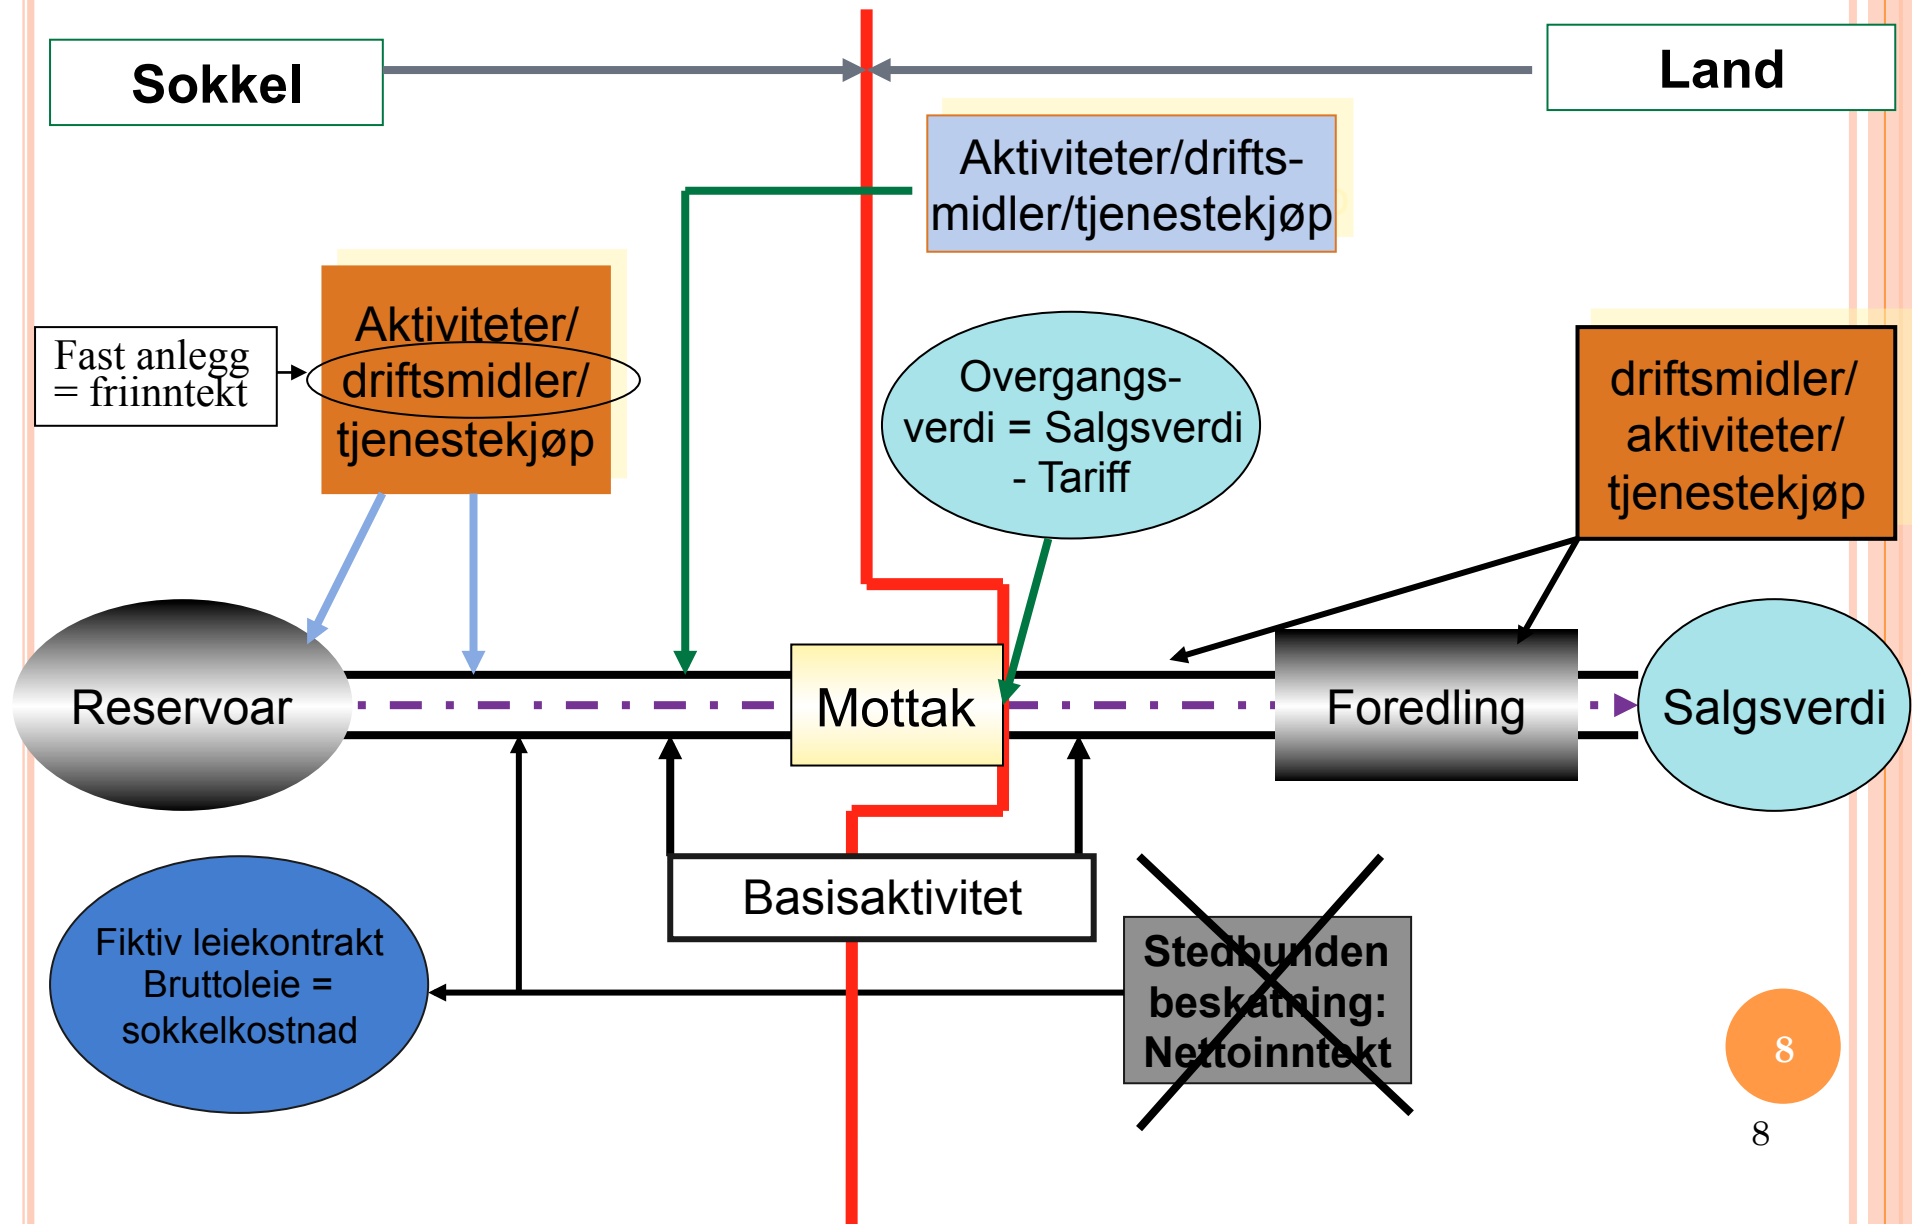 Sokkel
Land
Aktiviteter/drifts-
midler/tjenestekjøp
Aktiviteter/
driftsmidler/
tjenestekjøp
Fast anlegg
= friinntekt
Overgangs-
verdi = Salgsverdi
- Tariff
driftsmidler/
aktiviteter/
tjenestekjøp
Reservoar
Mottak
Foredling
Salgsverdi
Basisaktivitet
Fiktiv leiekontrakt
Bruttoleie =
sokkelkostnad
Stedbunden
beskatning:
Nettoinntekt
8
8